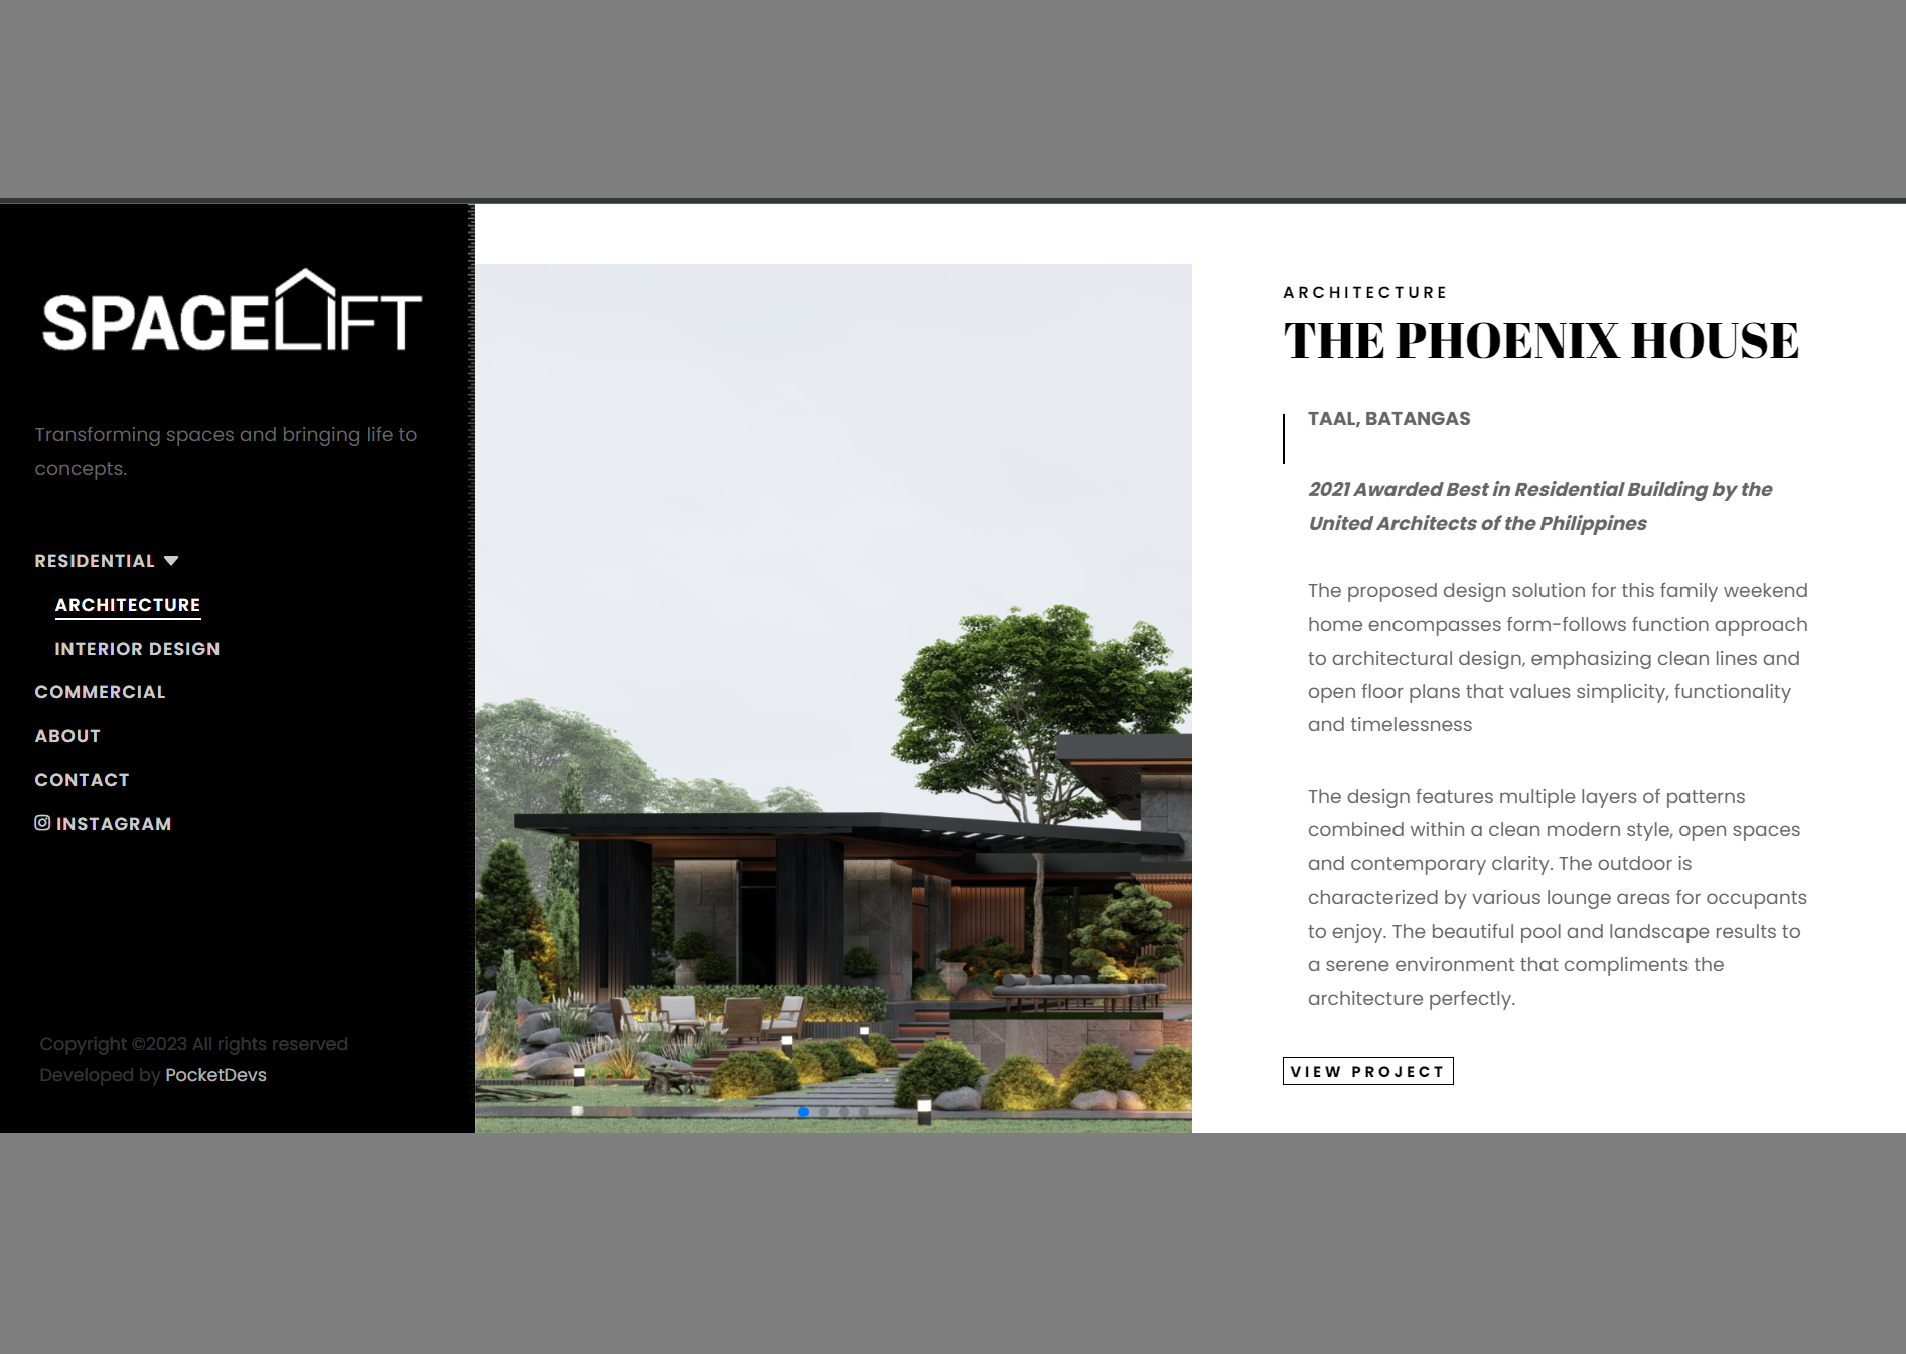 SPACELIFT
Transforming spaces and bringing life to
concepts.
RESIDENTIAL
ARCHITECTURE
INTERIOR DESIGN
COMMERCIAL
ABOUT
CONTACT
INSTAGRAM
Copyright ©2023 All rights reserved
Developed by PocketDevs
ARCHITECTURE
THE PHOENIX HOUSE
TAAL, BATANGAS
2021 Awarded Best in Residential Building by the
United Architects of the Philippines
The proposed design solution for this family weekend
home encompasses form-follows function approach
to architectural design, emphasizing clean lines and
open floor plans that values simplicity, functionality
and timelessness
The design features multiple layers of patterns
combined within a clean modern style, open spaces
and contemporary clarity. The outdoor is
characterized by various lounge areas for occupants
to enjoy. The beautiful pool and landscape results to
a serene environment that compliments the
architecture perfectly.
VIEW PROJECT